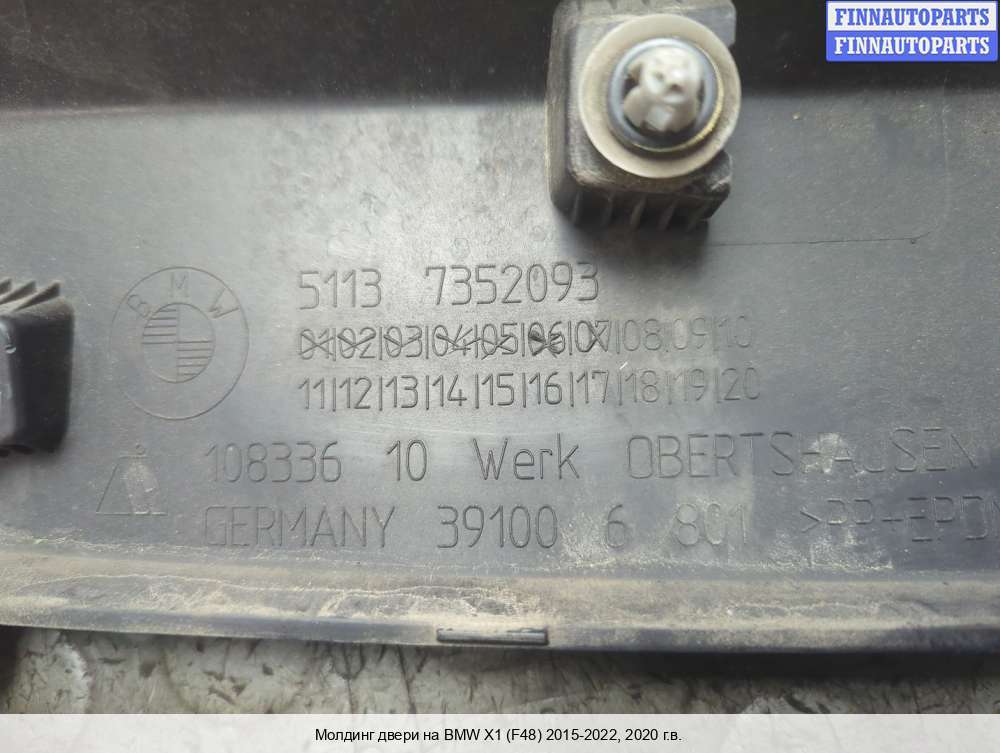 FINNAUTOPARTS
FINNAUTOPARTS
BMW
5113 7352093
01|02|03|04|05|06|07|08|09|10
11|12|13|14|15|16|17|18|19|20
108336 10 Werk OBERTSHAUSEN
GERMANY 39100 6 801 >PP+EPD
Молдинг двери на BMW X1 (F48) 2015-2022, 2020 г.в.